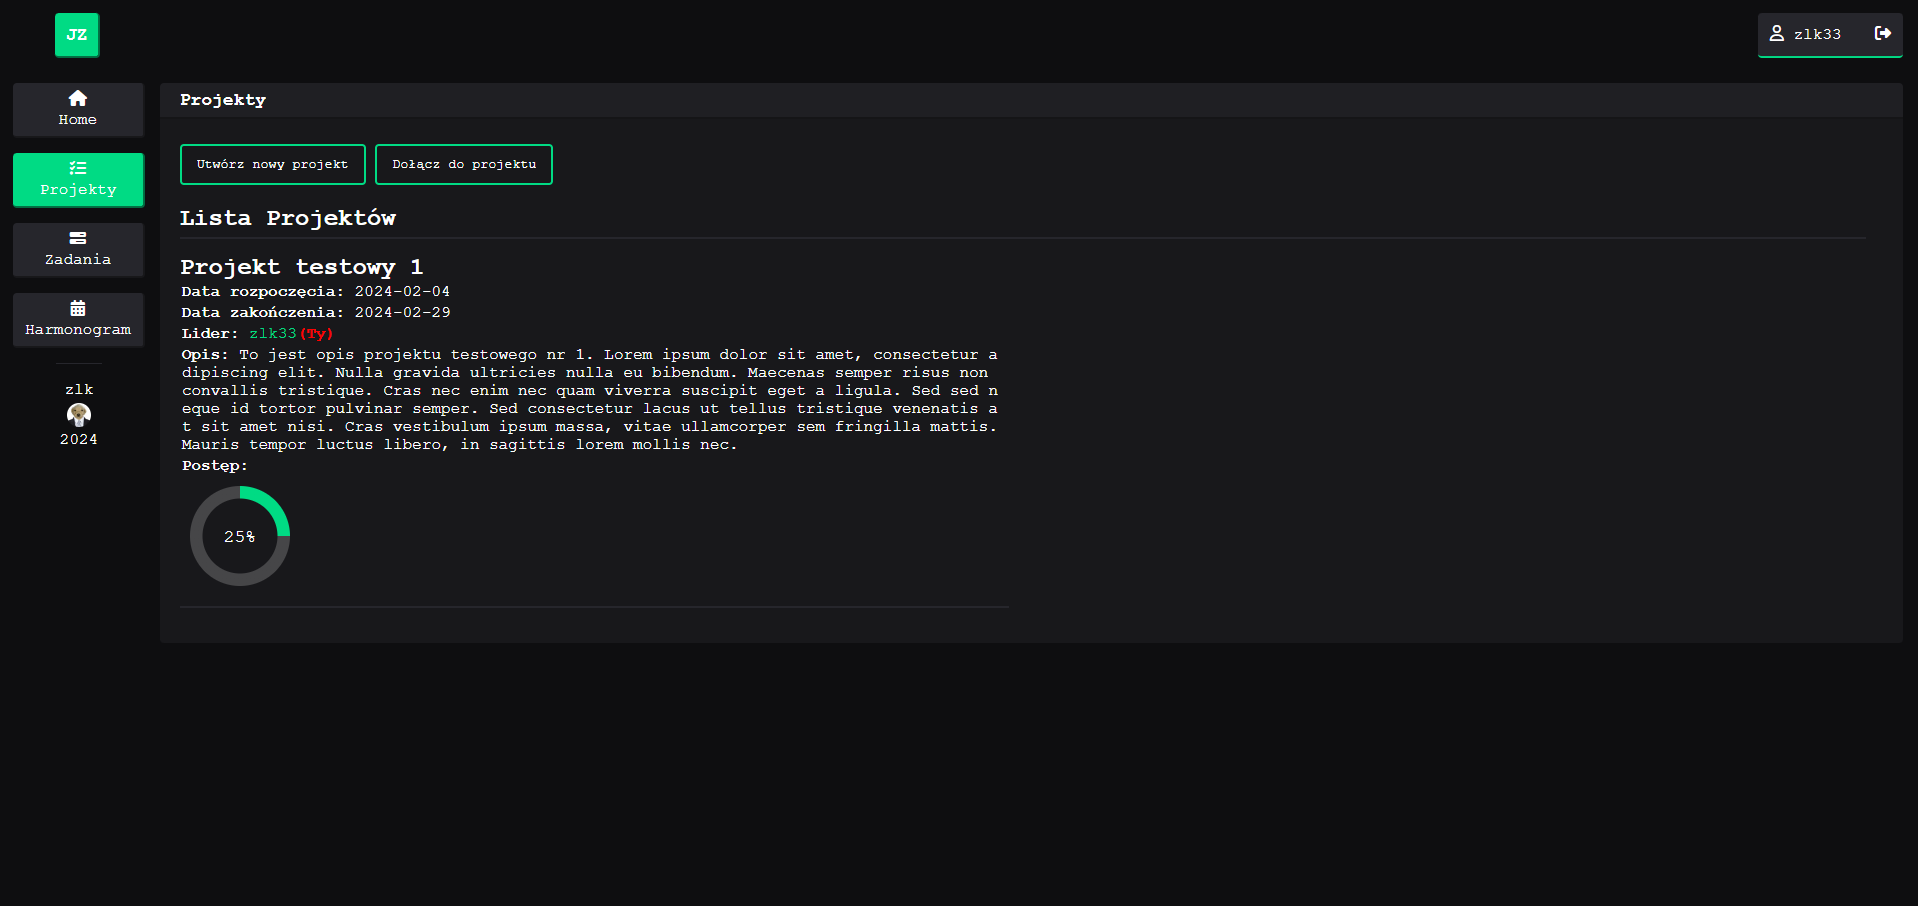 JZ
zlk33
Home
Projekty
Zadania
Harmonogram
zlk
2024
Projekty
Utwórz nowy projekt
Dołącz do projektu
Lista Projektów
Projekt testowy 1
Data rozpoczęcia: 2024-02-04
Data zakończenia: 2024-02-29
Lider: zlk33(Ty)
Opis: To jest opis projektu testowego nr 1. Lorem ipsum dolor sit amet, consectetur a
dipiscing elit. Nulla gravida ultricies nulla eu bibendum. Maecenas semper risus non
convallis tristique. Cras nec enim nec quam viverra suscipit eget a ligula. Sed sed n
eque id tortor pulvinar semper. Sed consectetur lacus ut tellus tristique venenatis a
t sit amet nisi. Cras vestibulum ipsum massa, vitae ullamcorper sem fringilla mattis.
Mauris tempor luctus libero, in sagittis lorem mollis nec.
Postęp:
25%